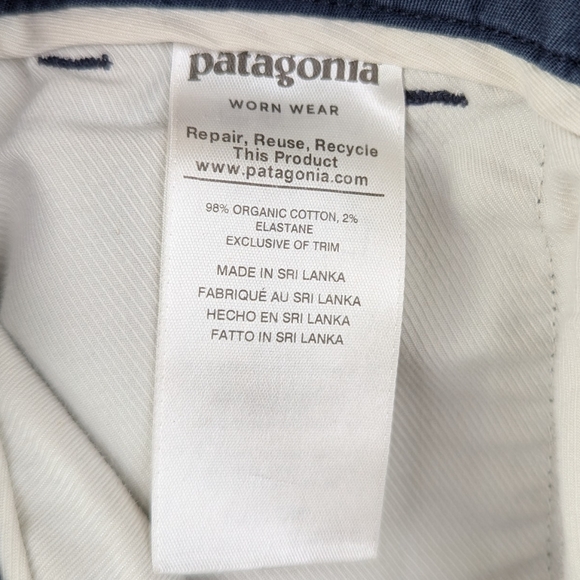 patagonia
WORN WEAR
Repair, Reuse, Recycle
This Product
www.patagonia.com
98% ORGANIC COTTON, 2%
ELASTANE
EXCLUSIVE OF TRIM
MADE IN SRI LANKA
FABRIQUÉ AU SRI LANKA
HECHO EN SRI LANKA
FATTO IN SRI LANKA